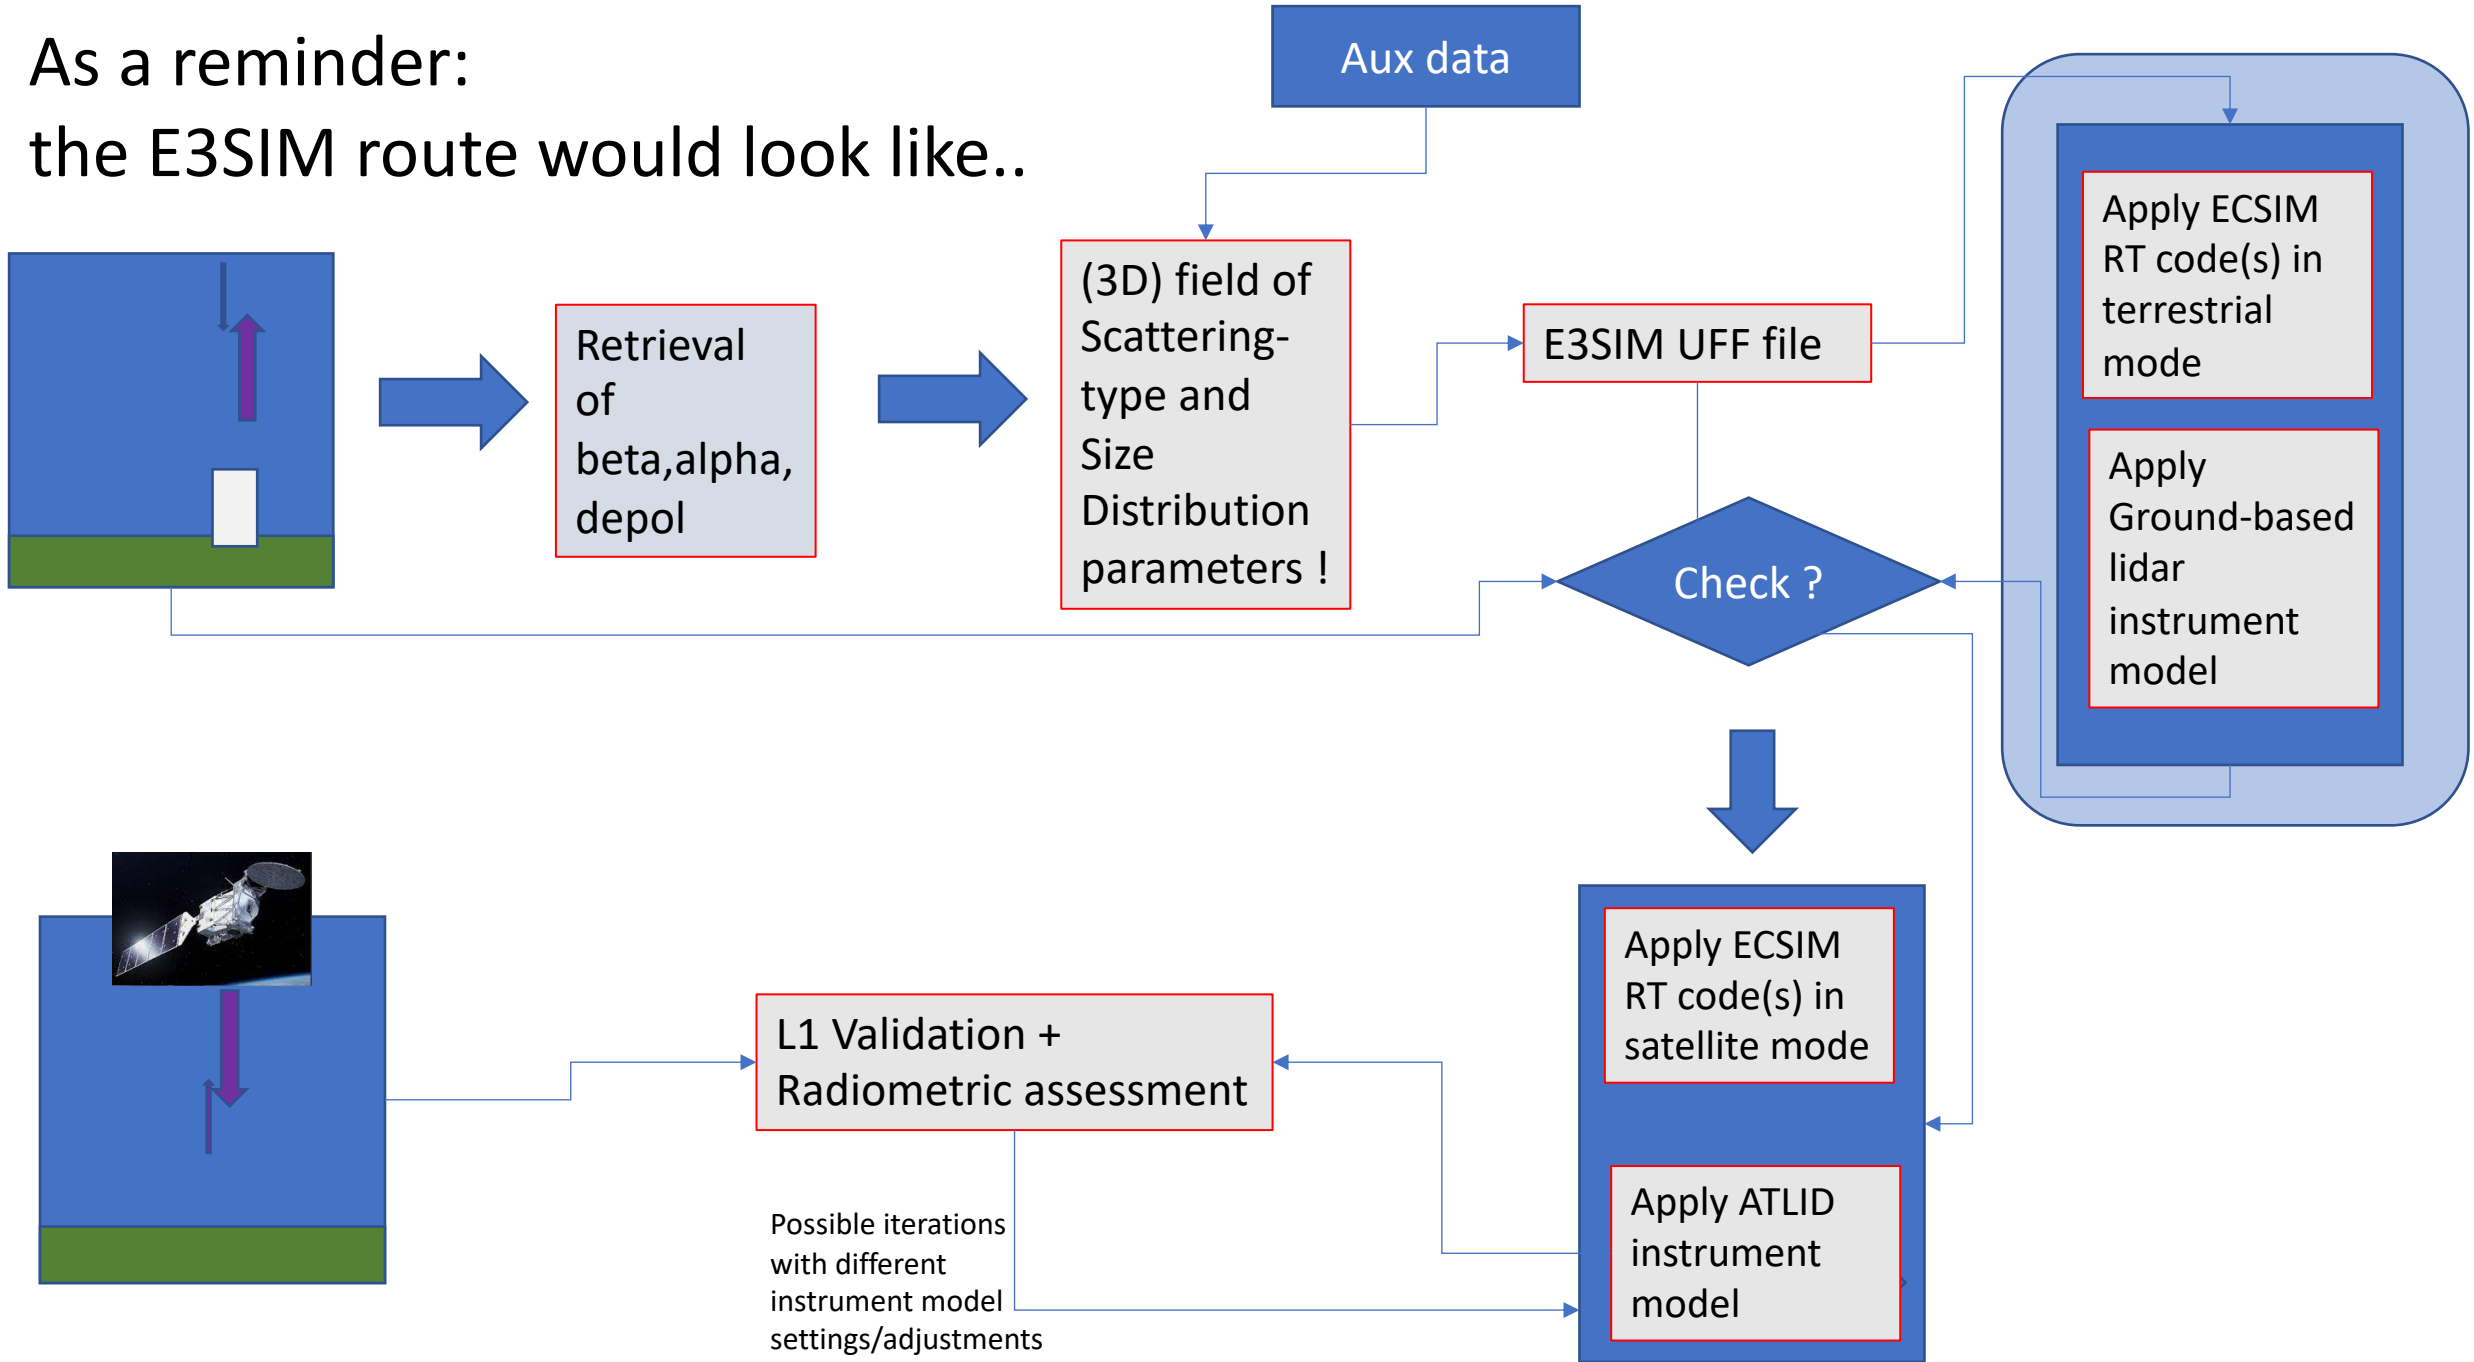 As a reminder:
the E3SIM route would look like..
Aux data
Retrieval
of
beta,alpha,
depol
(3D) field of
Scattering-
type and
Size
Distribution
parameters !
E3SIM UFF file
Apply ECSIM
RT code(s) in
terrestrial
mode
Apply
Ground-based
lidar
instrument
model
Check ?
L1 Validation +
Radiometric assessment
Possible iterations
with different
instrument model
settings/adjustments
Apply ECSIM
RT code(s) in
satellite mode
Apply ATLID
instrument
model